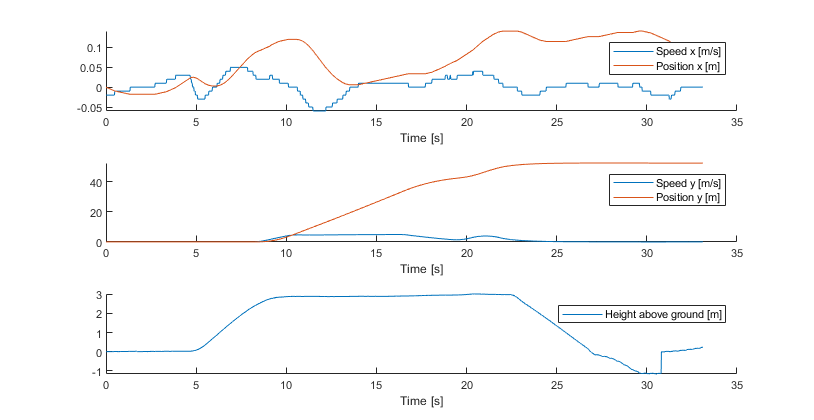 0.1
0.05
0
-0.05
0 5 10 15 20 25 30 35
Time [s]
Speed x [m/s]
Position x [m]
40
20
0
0 5 10 15 20 25 30 35
Time [s]
Speed y [m/s]
Position y [m]
3
2
1
0
-1
0 5 10 15 20 25 30 35
Time [s]
Height above ground [m]